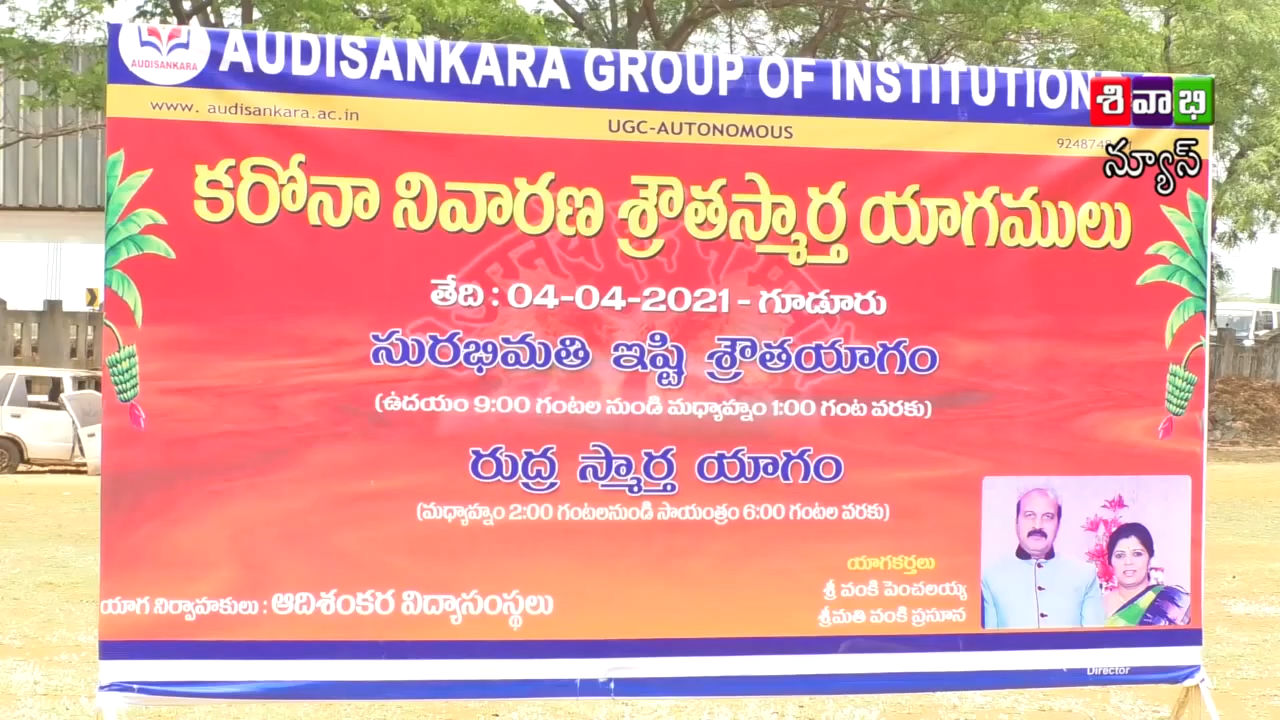 AUDISANKARA
AUDISANKARA GROUP OF INSTITUTION
శివాభి
న్యూస్
www. audisankara.ac.in
UGC-AUTONOMOUS
కరోనా నివారణ శ్రౌతస్మార్త యాగములు
తేది : 04-04-2021 - గూడూరు
సురభిమతి ఇష్టి శ్రౌతయాగం
(ఉదయం 9:00 గంటల నుండి మధ్యాహ్నం 1:00 గంట వరకు)
రుద్ర స్మార్త యాగం
(మధ్యాహ్నం 2:00 గంటలనుండి సాయంత్రం 6:00 గంటల వరకు)
యాగకర్తలు
శ్రీ వంకి పెంచలయ్య
శ్రీమతి వంకి ప్రసూన
యాగ నిర్వాహకులు : ఆదిశంకర విద్యాసంస్థలు
Director